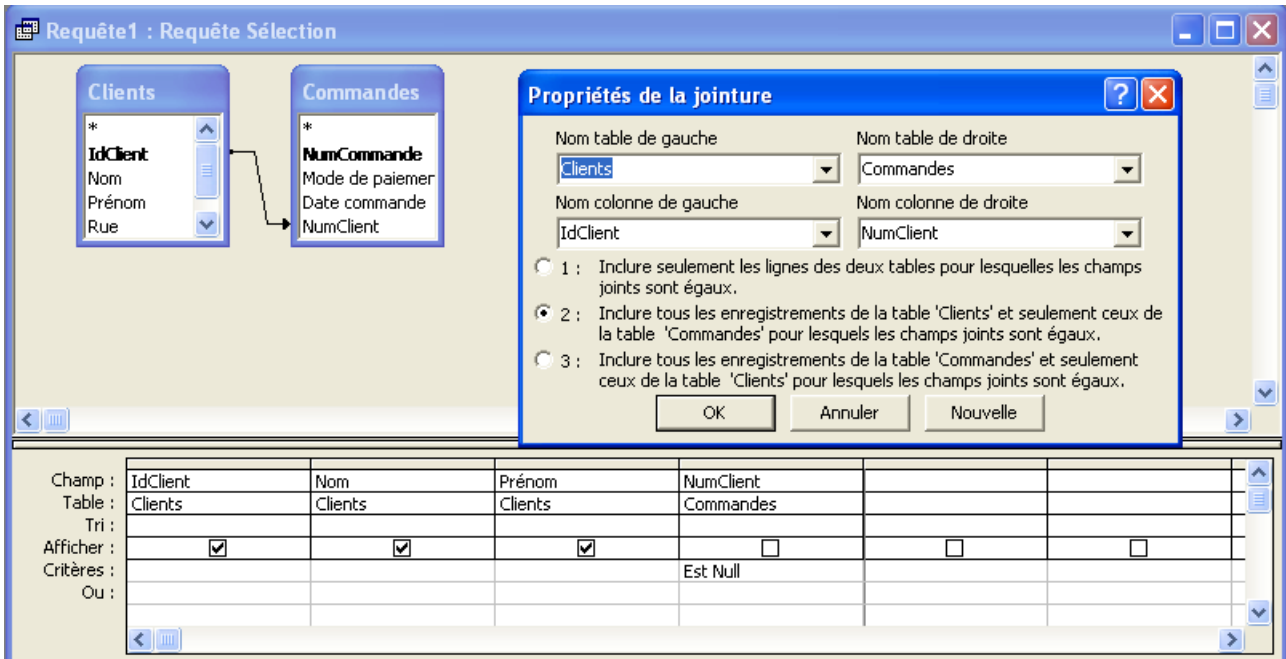 Requête1 : Requête Sélection
Clients
*
IdClient
Nom
Prénom
Rue
Commandes
*
NumCommande
Mode de paiemer
Date commande
NumClient
Propriétés de la jointure
Nom table de gauche Nom table de droite
Clients Commandes
Nom colonne de gauche Nom colonne de droite
IdClient NumClient
1 : Inclure seulement les lignes des deux tables pour lesquelles les champs
joints sont égaux.
2 : Inclure tous les enregistrements de la table 'Clients' et seulement ceux de
la table 'Commandes' pour lesquels les champs joints sont égaux.
3 : Inclure tous les enregistrements de la table 'Commandes' et seulement
ceux de la table 'Clients' pour lesquels les champs joints sont égaux.
OK Annuler Nouvelle
Champ : IdClient Nom Prénom NumClient
Table : Clients Clients Clients Commandes
Tri :
Afficher :
Critères : Est Null
Ou :